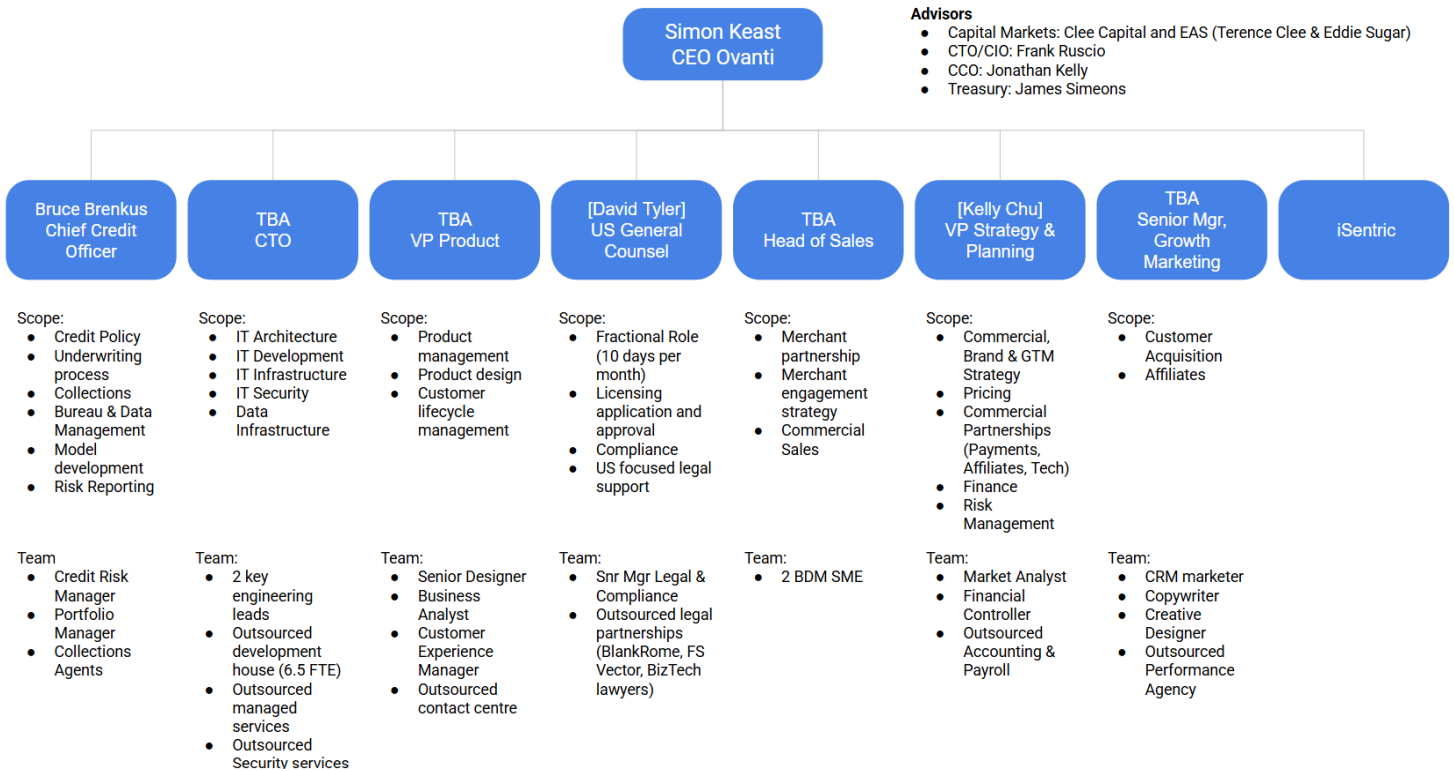 Simon Keast
CEO Ovanti
Advisors
● Capital Markets: Clee Capital and EAS (Terence Clee & Eddie Sugar)
● CTO/CIO: Frank Ruscio
● CCO: Jonathan Kelly
● Treasury: James Simeons
Bruce Brenkus
Chief Credit
Officer
TBA
CTO
TBA
VP Product
[David Tyler]
US General
Counsel
TBA
Head of Sales
[Kelly Chu]
VP Strategy &
Planning
TBA
Senior Mgr,
Growth
Marketing
iSentric
Scope:
● Credit Policy
● Underwriting
process
● Collections
● Bureau & Data
Management
● Model
development
● Risk Reporting
Scope:
● IT Architecture
● IT Development
● IT Infrastructure
● IT Security
● Data
Infrastructure
Scope:
● Product
management
● Product design
● Customer
lifecycle
management
Scope:
● Fractional Role
(10 days per
month)
● Licensing
application and
approval
● Compliance
● US focused legal
support
Scope:
● Merchant
partnership
● Merchant
engagement
strategy
● Commercial
Sales
Scope:
● Commercial,
Brand & GTM
Strategy
● Pricing
● Commercial
Partnerships
(Payments,
Affiliates, Tech)
● Finance
● Risk
Management
Scope:
● Customer
Acquisition
● Affiliates
Team
● Credit Risk
Manager
● Portfolio
Manager
● Collections
Agents
Team:
● 2 key
engineering
leads
● Outsourced
development
house (6.5 FTE)
● Outsourced
managed
services
● Outsourced
Security services
Team:
● Senior Designer
● Business
Analyst
● Customer
Experience
Manager
● Outsourced
contact centre
Team:
● Snr Mgr Legal &
Compliance
● Outsourced legal
partnerships
(BlankRome, FS
Vector, BizTech
lawyers)
Team:
● 2 BDM SME
Team:
● Market Analyst
● Financial
Controller
● Outsourced
Accounting &
Payroll
Team:
● CRM marketer
● Copywriter
● Creative
Designer
● Outsourced
Performance
Agency